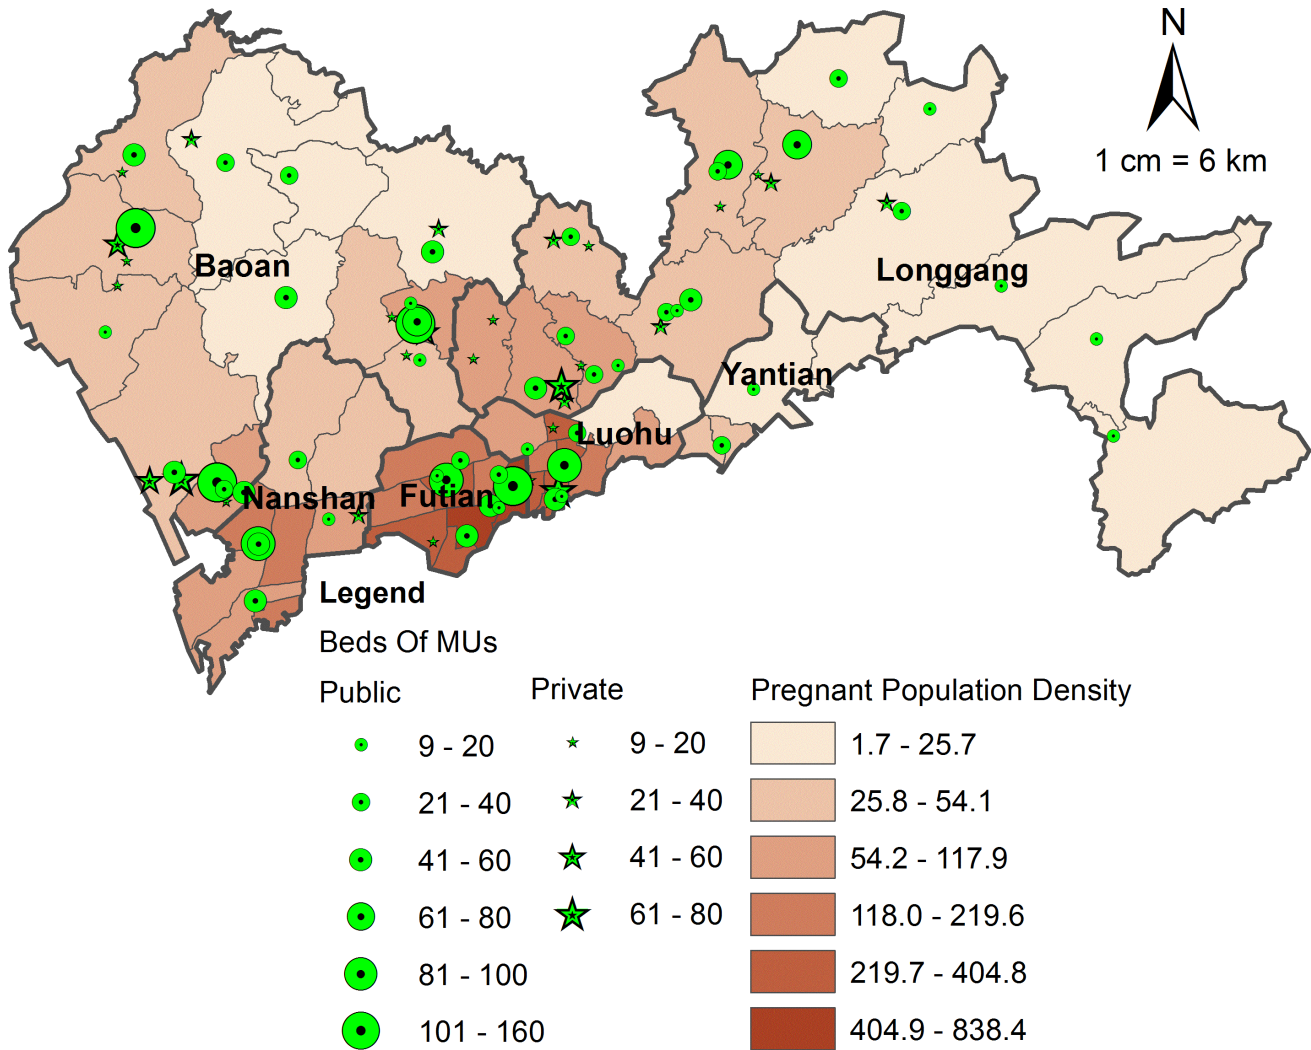 N
1 cm = 6 km
Baoan
Longgang
Yantian
Luohu
Nanshan
Futian
Legend
Beds Of MUs
Public Private Pregnant Population Density
9 - 20 9 - 20 1.7 - 25.7
21 - 40 21 - 40 25.8 - 54.1
41 - 60 41 - 60 54.2 - 117.9
61 - 80 61 - 80 118.0 - 219.6
81 - 100 219.7 - 404.8
101 - 160 404.9 - 838.4